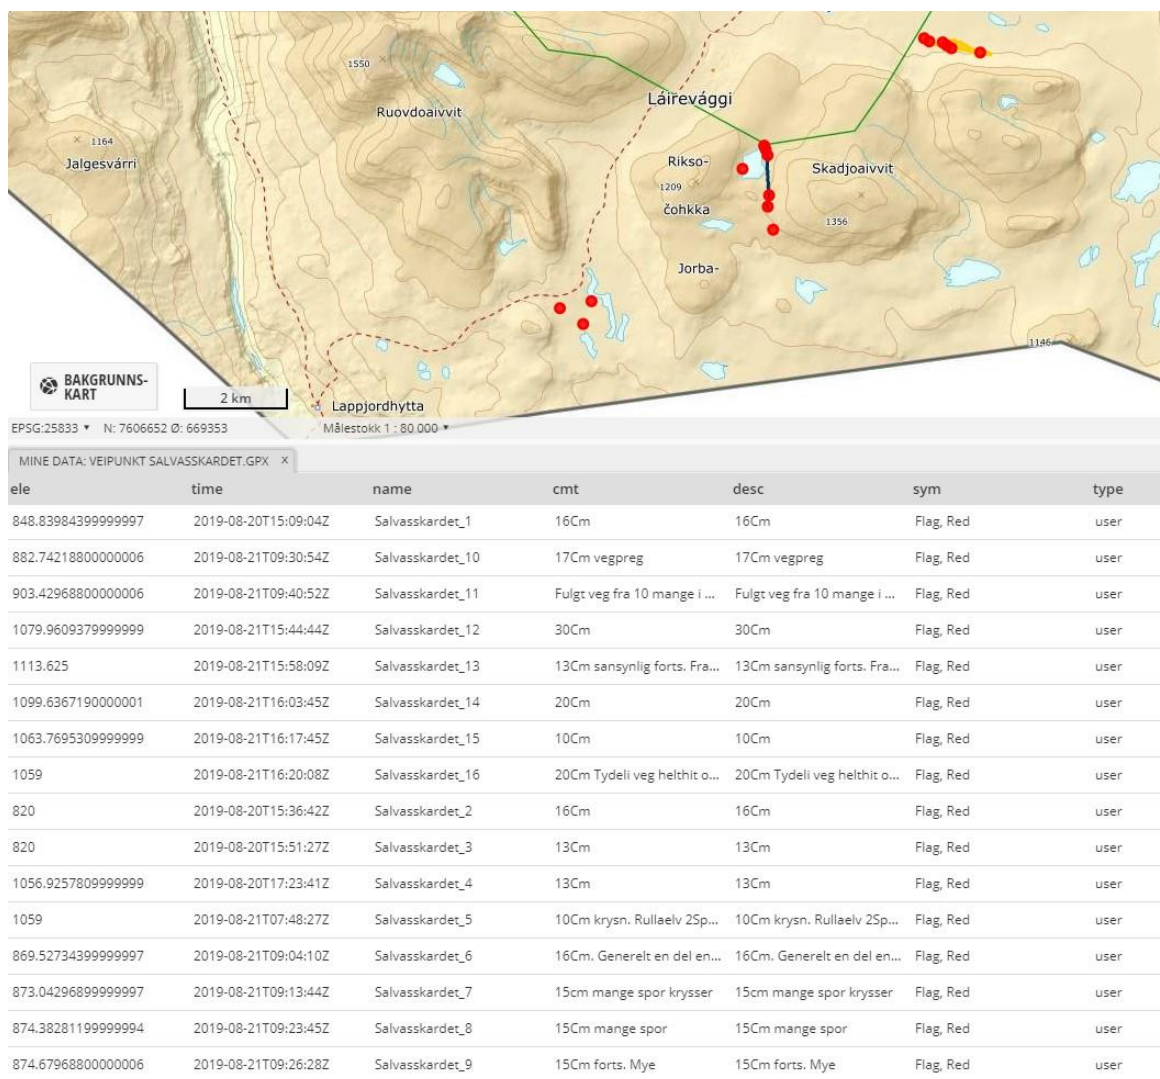 1550
Ruovdoaivvit
Láirevággi
1164
Jalgesvárri
Rikso-
1209
čohkka
Skadjoaivvit
1356
Jorba-
1146
BAKGRUNNS-
KART
2 km
Lappjordhytta
EPSG:25833 N: 7606652 Ø: 669353 Målestokk 1 : 80 000
MINE DATA: VEIPUNKT SALVASSKARDET.GPX X
ele time name cmt desc sym type
848.83984399999997 2019-08-20T15:09:04Z Salvasskardet_1 16Cm 16Cm Flag, Red user
882.74218800000006 2019-08-21T09:30:54Z Salvasskardet_10 17Cm vegpreg 17Cm vegpreg Flag, Red user
903.42968800000006 2019-08-21T09:40:52Z Salvasskardet_11 Fulgt veg fra 10 mange i ... Fulgt veg fra 10 mange i ... Flag, Red user
1079.9609379999999 2019-08-21T15:44:44Z Salvasskardet_12 30Cm 30Cm Flag, Red user
1113.625 2019-08-21T15:58:09Z Salvasskardet_13 13Cm sansynlig forts. Fra... 13Cm sansynlig forts. Fra... Flag, Red user
1099.6367190000001 2019-08-21T16:03:45Z Salvasskardet_14 20Cm 20Cm Flag, Red user
1063.7695309999999 2019-08-21T16:17:45Z Salvasskardet_15 10Cm 10Cm Flag, Red user
1059 2019-08-21T16:20:08Z Salvasskardet_16 20Cm Tydeli veg helthit o... 20Cm Tydeli veg helthit o... Flag, Red user
820 2019-08-20T15:36:42Z Salvasskardet_2 16Cm 16Cm Flag, Red user
820 2019-08-20T15:51:27Z Salvasskardet_3 13Cm 13Cm Flag, Red user
1056.9257809999999 2019-08-20T17:23:41Z Salvasskardet_4 13Cm 13Cm Flag, Red user
1059 2019-08-21T07:48:27Z Salvasskardet_5 10Cm krysn. Rullaelv 2Sp... 10Cm krysn. Rullaelv 2Sp... Flag, Red user
869.52734399999997 2019-08-21T09:04:10Z Salvasskardet_6 16Cm. Generelt en del en... 16Cm. Generelt en del en... Flag, Red user
873.04296899999997 2019-08-21T09:13:44Z Salvasskardet_7 15cm mange spor krysser 15cm mange spor krysser Flag, Red user
874.38281199999994 2019-08-21T09:23:45Z Salvasskardet_8 15Cm mange spor 15Cm mange spor Flag, Red user
874.67968800000006 2019-08-21T09:26:28Z Salvasskardet_9 15Cm forts. Mye 15Cm forts. Mye Flag, Red user